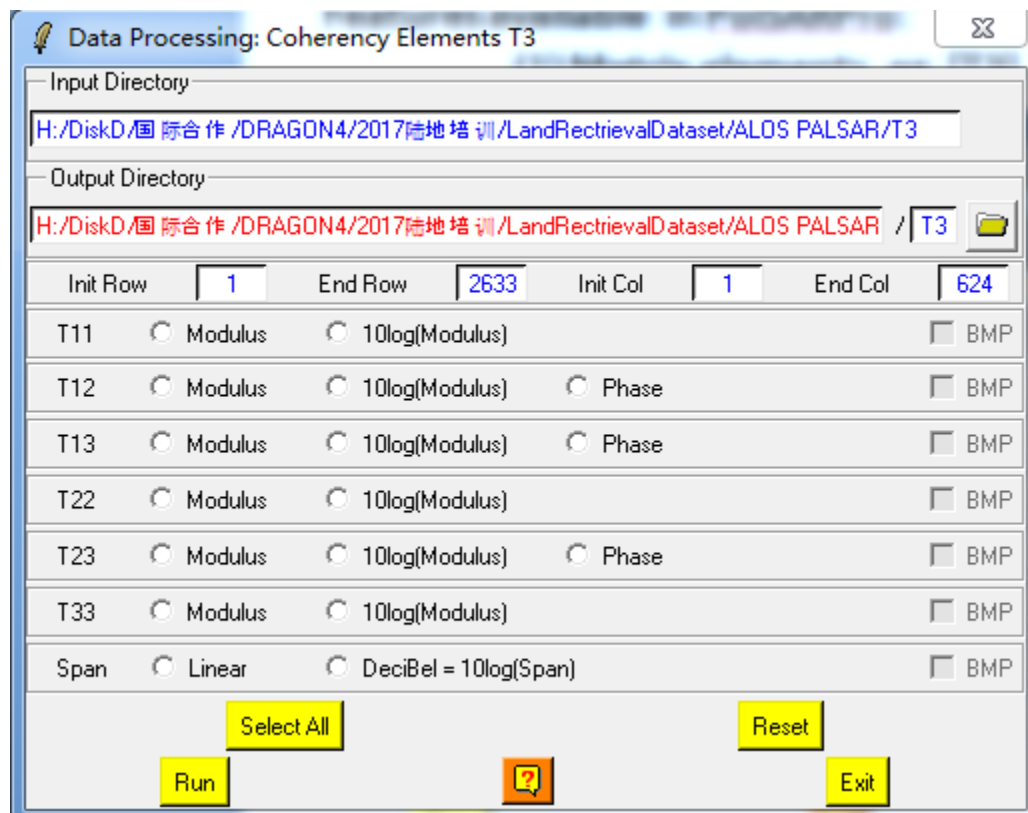 Data Processing: Coherency Elements T3
Input Directory
H:/DiskD/国际合作/DRAGON4/2017陆地培训/LandRectrievalDataset/ALOS PALSAR/T3
Output Directory
H:/DiskD/国际合作/DRAGON4/2017陆地培训/LandRectrievalDataset/ALOS PALSAR / T3
Init Row 1 End Row 2633 Init Col 1 End Col 624
T11 Modulus 10log(Modulus) BMP
T12 Modulus 10log(Modulus) Phase BMP
T13 Modulus 10log(Modulus) Phase BMP
T22 Modulus 10log(Modulus) BMP
T23 Modulus 10log(Modulus) Phase BMP
T33 Modulus 10log(Modulus) BMP
Span Linear DeciBel = 10log(Span) BMP
Select All Reset
Run ? Exit